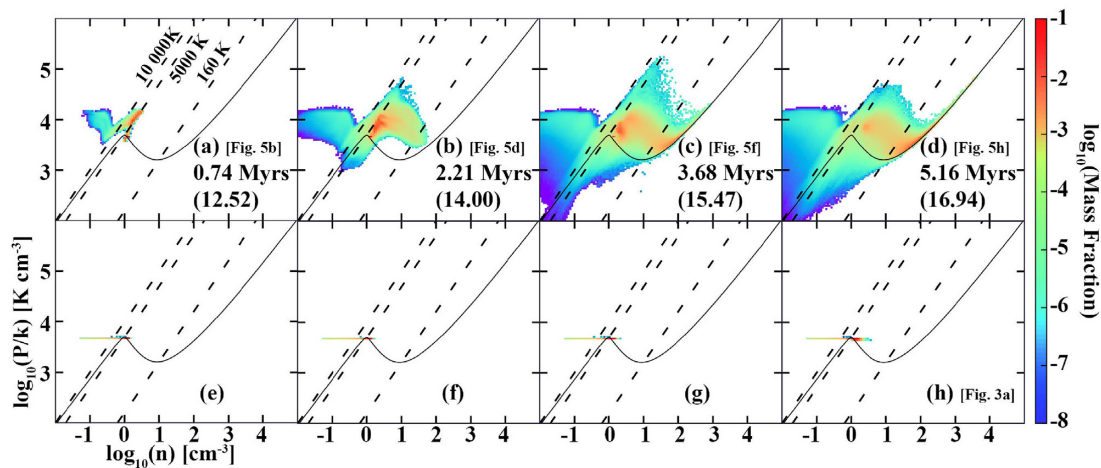 5
4
3
10 000K
5000 K
160 K
(a) [Fig. 5b]
0.74 Myrs
(12.52)
(b) [Fig. 5d]
2.21 Myrs
(14.00)
(c) [Fig. 5f]
3.68 Myrs
(15.47)
(d) [Fig. 5h]
5.16 Myrs
(16.94)
5
4
3
(e)
(f)
(g)
(h) [Fig. 3a]
-1 0 1 2 3 4
-1 0 1 2 3 4
-1 0 1 2 3 4
-1 0 1 2 3 4
log10(n) [cm-3]
log10(P/k) [K cm-3]
-1
-2
-3
-4
-5
-6
-7
-8
log10(Mass Fraction)